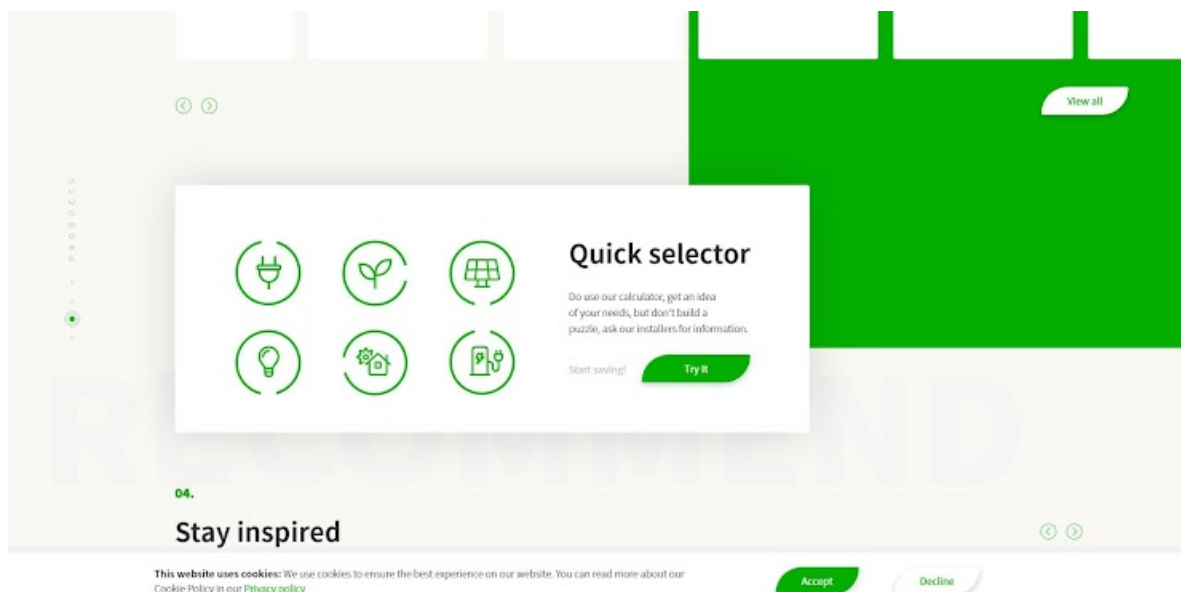 View all
PRODUCTS
Quick selector
Do use our calculator, get an idea
of your needs, but don't build a
puzzle, ask our installers for information.
Start saving!
Try It
RECOMMEND
04.
Stay inspired
This website uses cookies: We use cookies to ensure the best experience on our website. You can read more about our
Cookie Policy in our Privacy policy
Accept
Decline